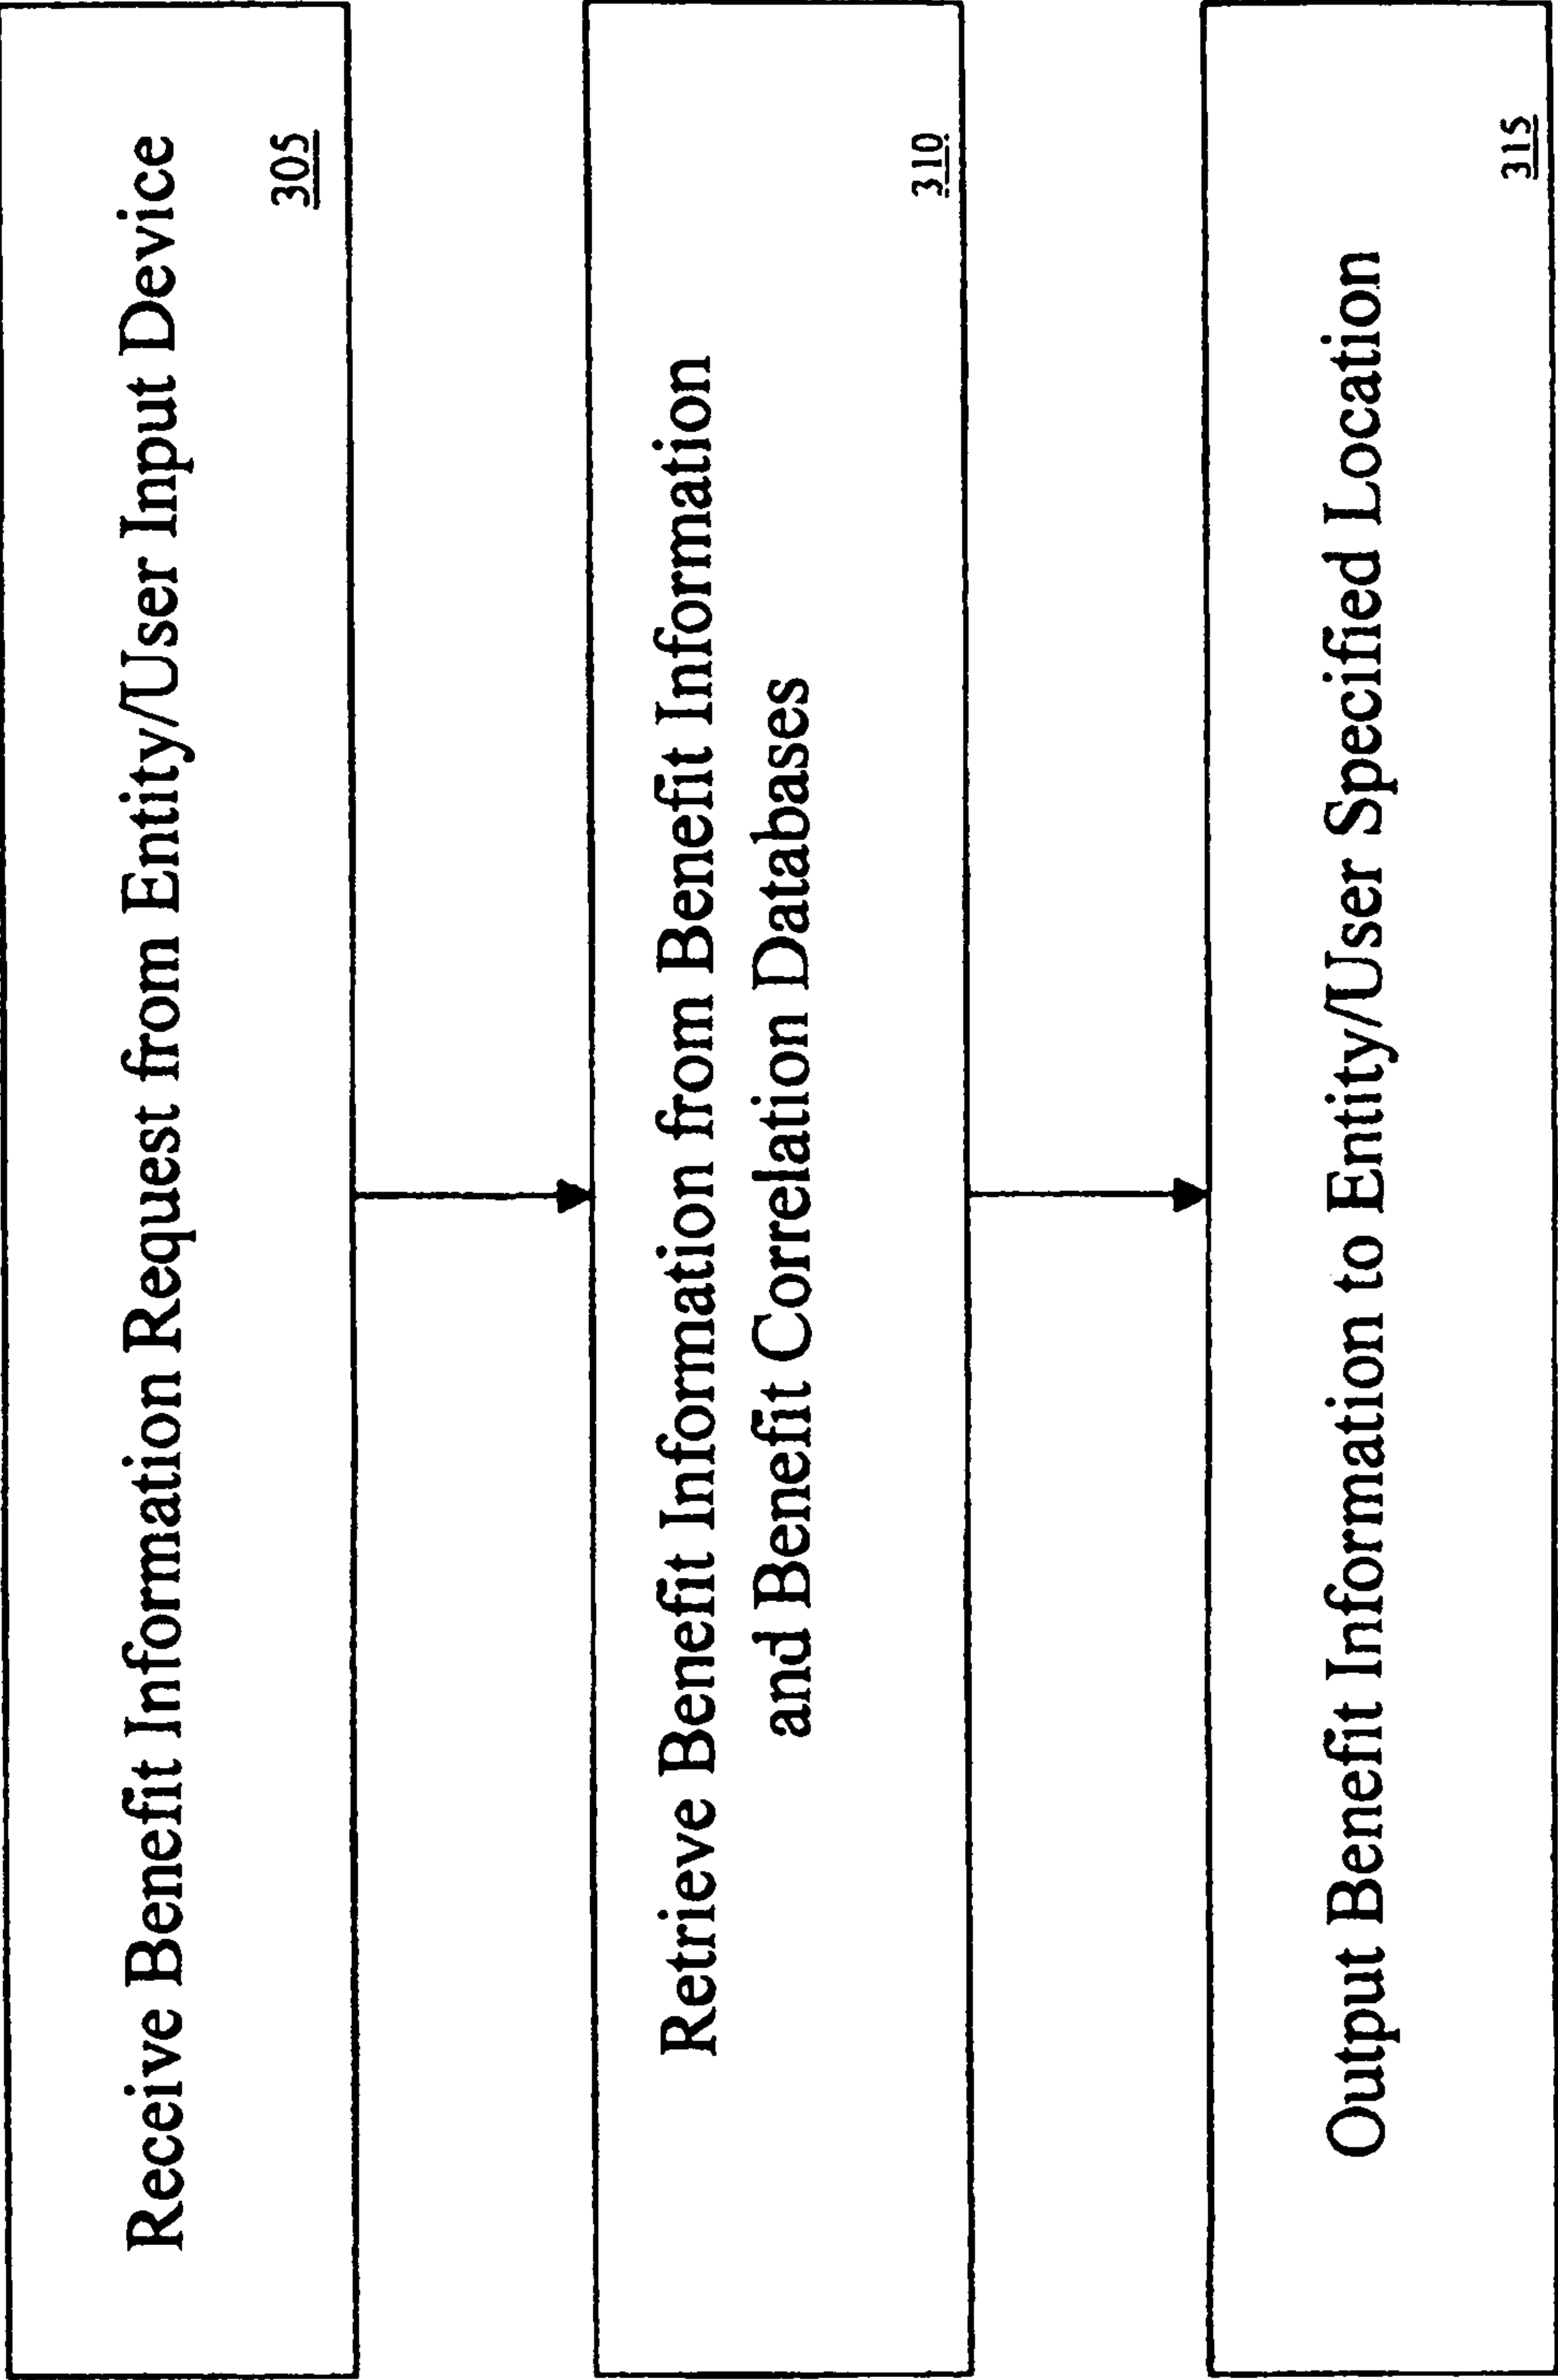 Receive Benefit Information Request from Entity/User Input Device
305
Retrieve Benefit Information from Benefit Information
and Benefit Correlation Databases
310
Output Benefit Information to Entity/User Specified Location
315